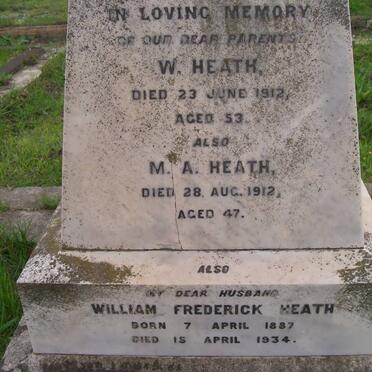 IN LOVING MEMORY
OF OUR DEAR PARENTS
W. HEATH,
DIED 23 JUNE 1912,
AGED 53.
ALSO
M. A. HEATH,
DIED 28. AUG. 1912,
AGED 47.
ALSO
MY DEAR HUSBAND
WILLIAM FREDERICK HEATH
BORN 7 APRIL 1887
DIED 15 APRIL 1934.